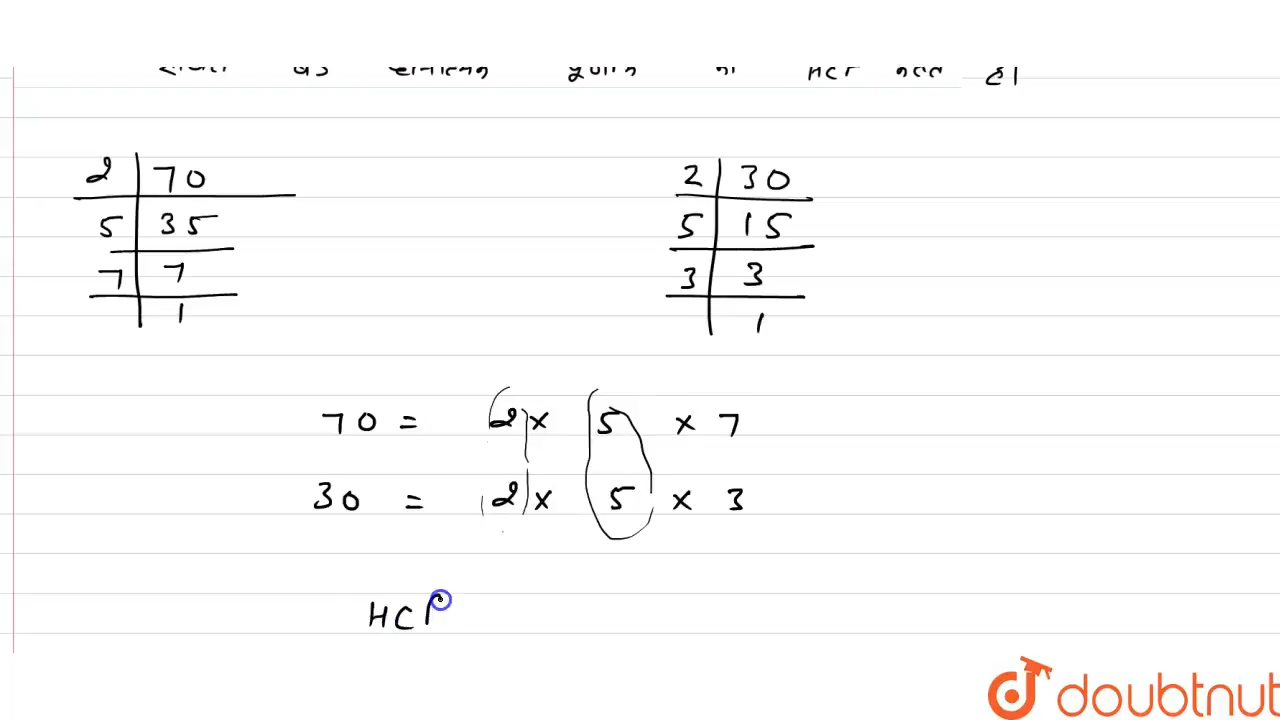 HCF
2 | 70
5 | 35
7 | 7
1
2 | 30
5 | 15
3 | 3
1
70 = 2 × 5 × 7
30 = 2 × 5 × 3
HCF
doubtnut